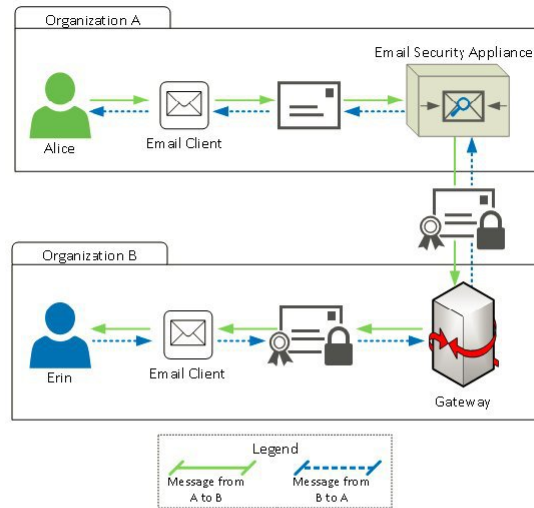 Organization A
Email Security Appliance
Alice
Email Client
Organization B
Erin
Email Client
Gateway
Legend
Message from
A to B
Message from
B to A